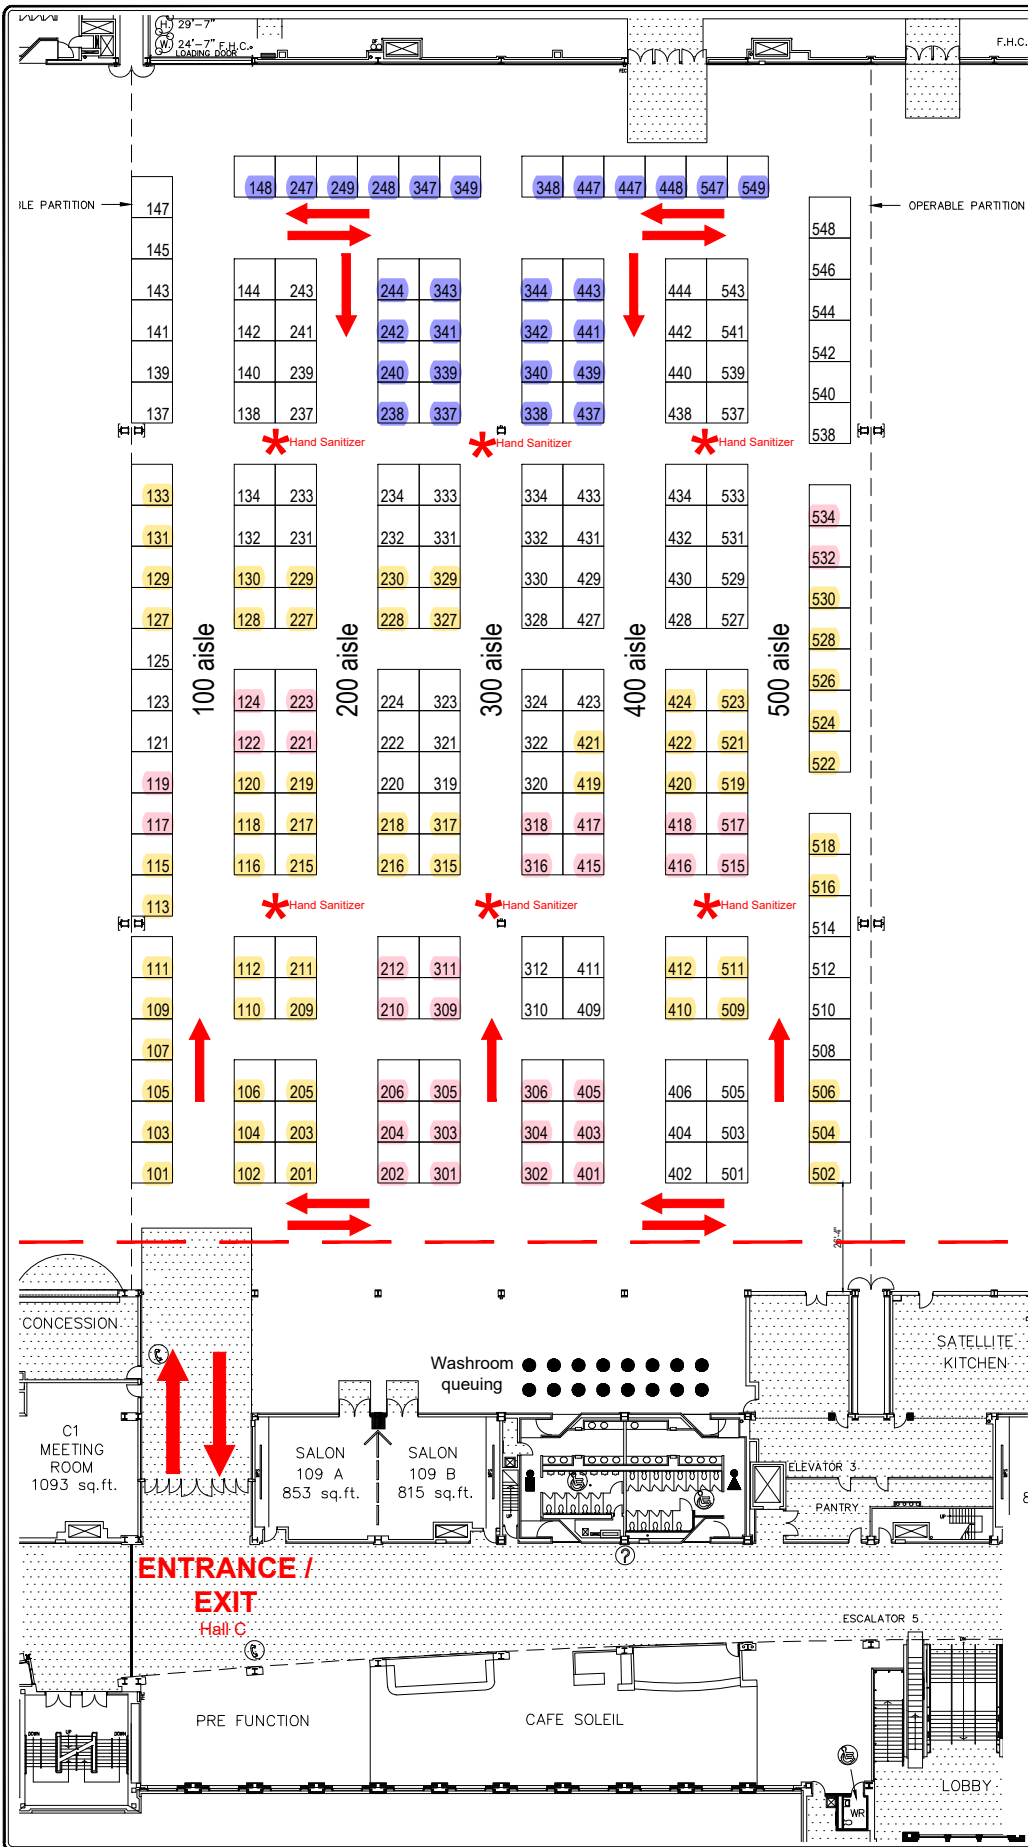 H. 29'-7"
W. 24'-7" F.H.C.
LOADING DOOR
F.H.C.
148 247 249 248 347 349 348 447 447 448 547 549
BLE PARTITION
OPERABLE PARTITION
147
548
145
546
143 144 243 244 343 344 443 444 543
544
141 142 241 242 341 342 441 442 541
542
139 140 239 240 339 340 439 440 539
540
137 138 237 238 337 338 437 438 537
538
Hand Sanitizer Hand Sanitizer Hand Sanitizer
133 134 233 234 333 334 433 434 533
534
131 132 231 232 331 332 431 432 531
532
129 130 229 230 329 330 429 430 529
530
127 128 227 228 327 328 427 428 527
528
125
100 aisle 200 aisle 300 aisle 400 aisle 500 aisle
526
123 124 223 224 323 324 423 424 523
524
121 122 221 222 321 322 421 422 521
522
119 120 219 220 319 320 419 420 519
117 118 217 218 317 318 417 418 517
518
115 116 215 216 315 316 415 416 515
516
113
Hand Sanitizer Hand Sanitizer Hand Sanitizer
514
111 112 211 212 311 312 411 412 511 512
109 110 209 210 309 310 409 410 509 510
107 508
105 106 205 206 305 306 405 406 505 506
103 104 203 204 303 304 403 404 503 504
101 102 201 202 301 302 401 402 501 502
26'-4"
CONCESSION
Washroom
queuing
SATELLITE
KITCHEN
C1
MEETING
ROOM
1093 sq.ft.
SALON
109 A
853 sq.ft.
SALON
109 B
815 sq.ft.
ELEVATOR 3
PANTRY
UP
UP
8
?
ENTRANCE /
EXIT
Hall C
ESCALATOR 5
DN
PRE FUNCTION
CAFE SOLEIL
DOWN UP DOWN
LOBBY
WR